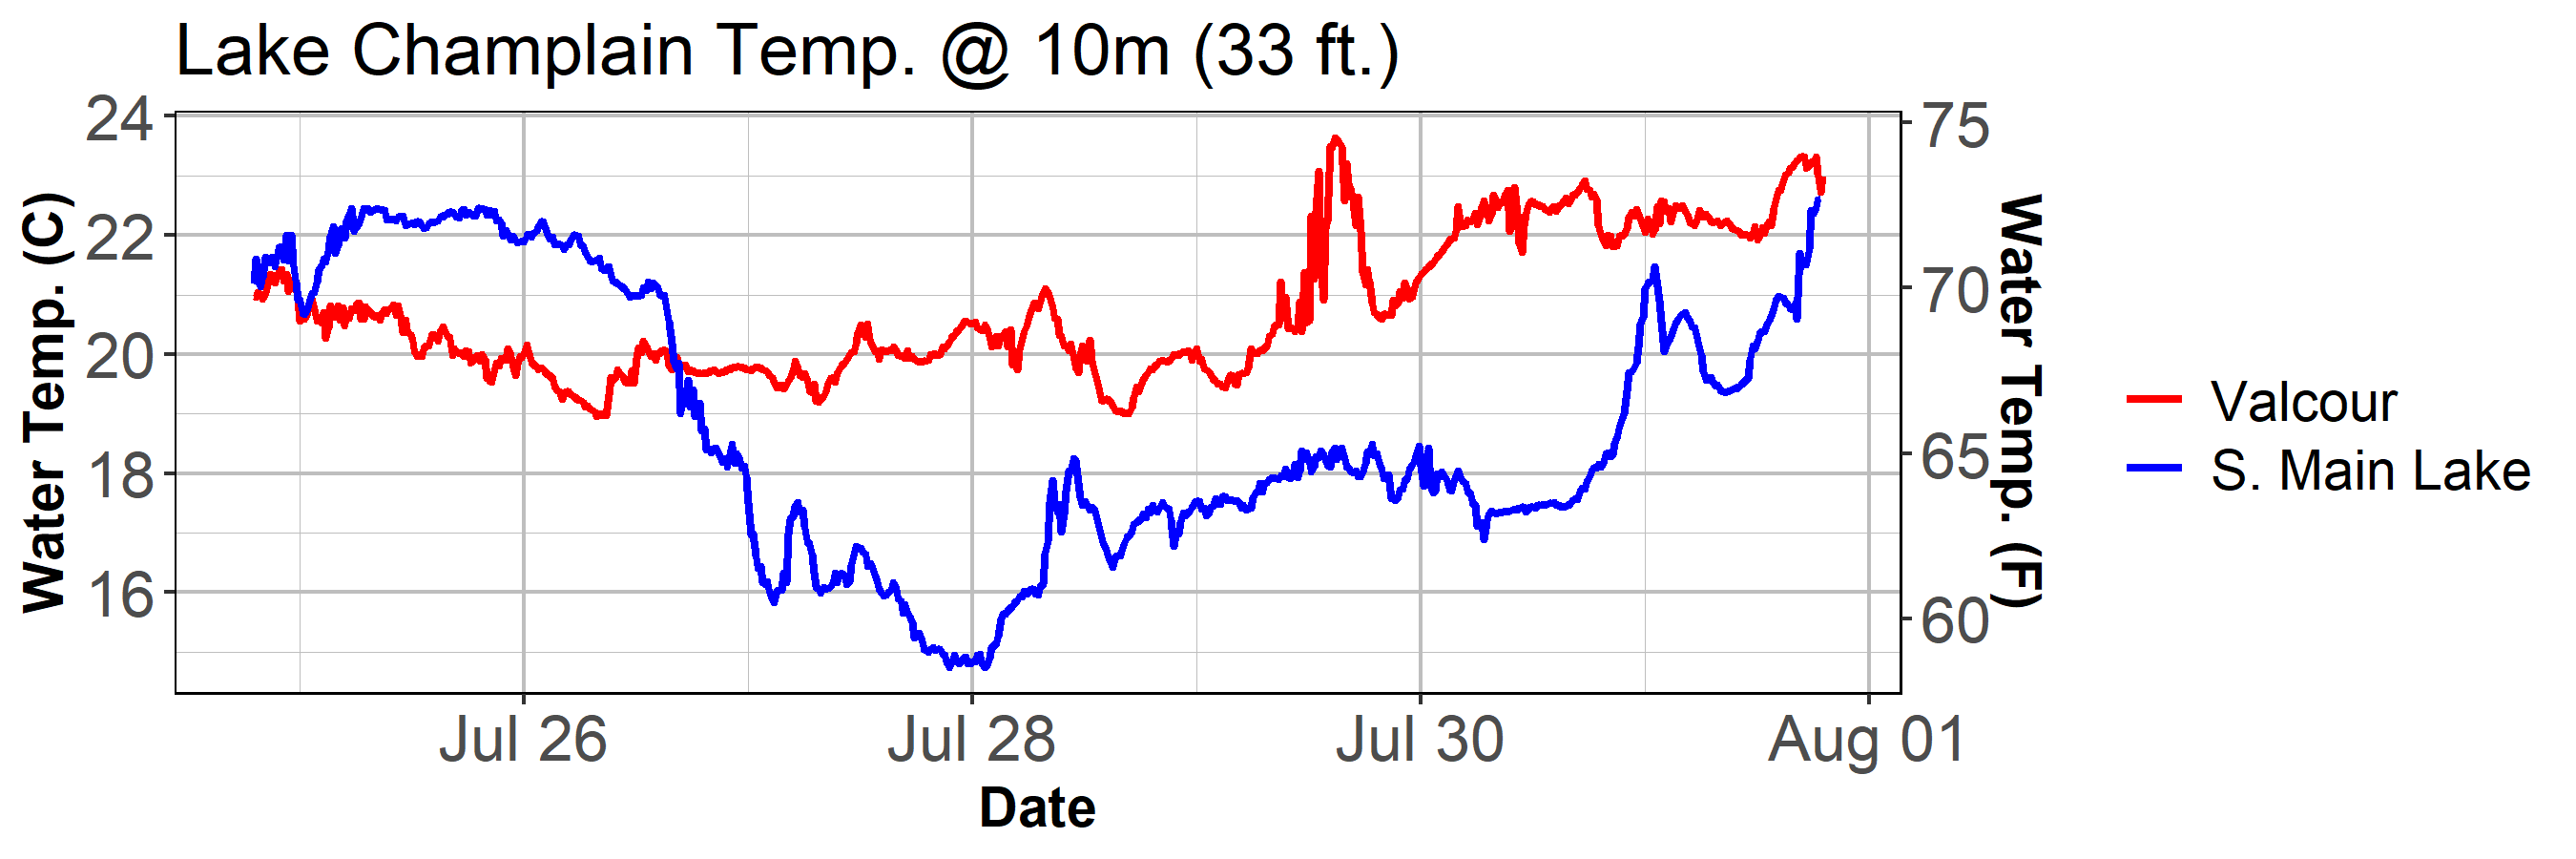 Lake Champlain Temp. @ 10m (33 ft.)
Water Temp. (C)
24
22
20
18
16
75
70
65
60
Water Temp. (F)
Jul 26
Jul 28
Jul 30
Aug 01
Date
Valcour
S. Main Lake